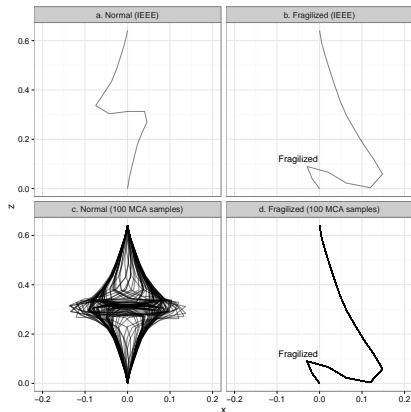 a. Normal (IEEE)
b. Fragilized (IEEE)
0.6
0.4
0.2
0.0
Fragilized
z
c. Normal (100 MCA samples)
d. Fragilized (100 MCA samples)
0.6
0.4
0.2
0.0
Fragilized
−0.2 −0.1 0.0 0.1 0.2 −0.2 −0.1 0.0 0.1 0.2
x